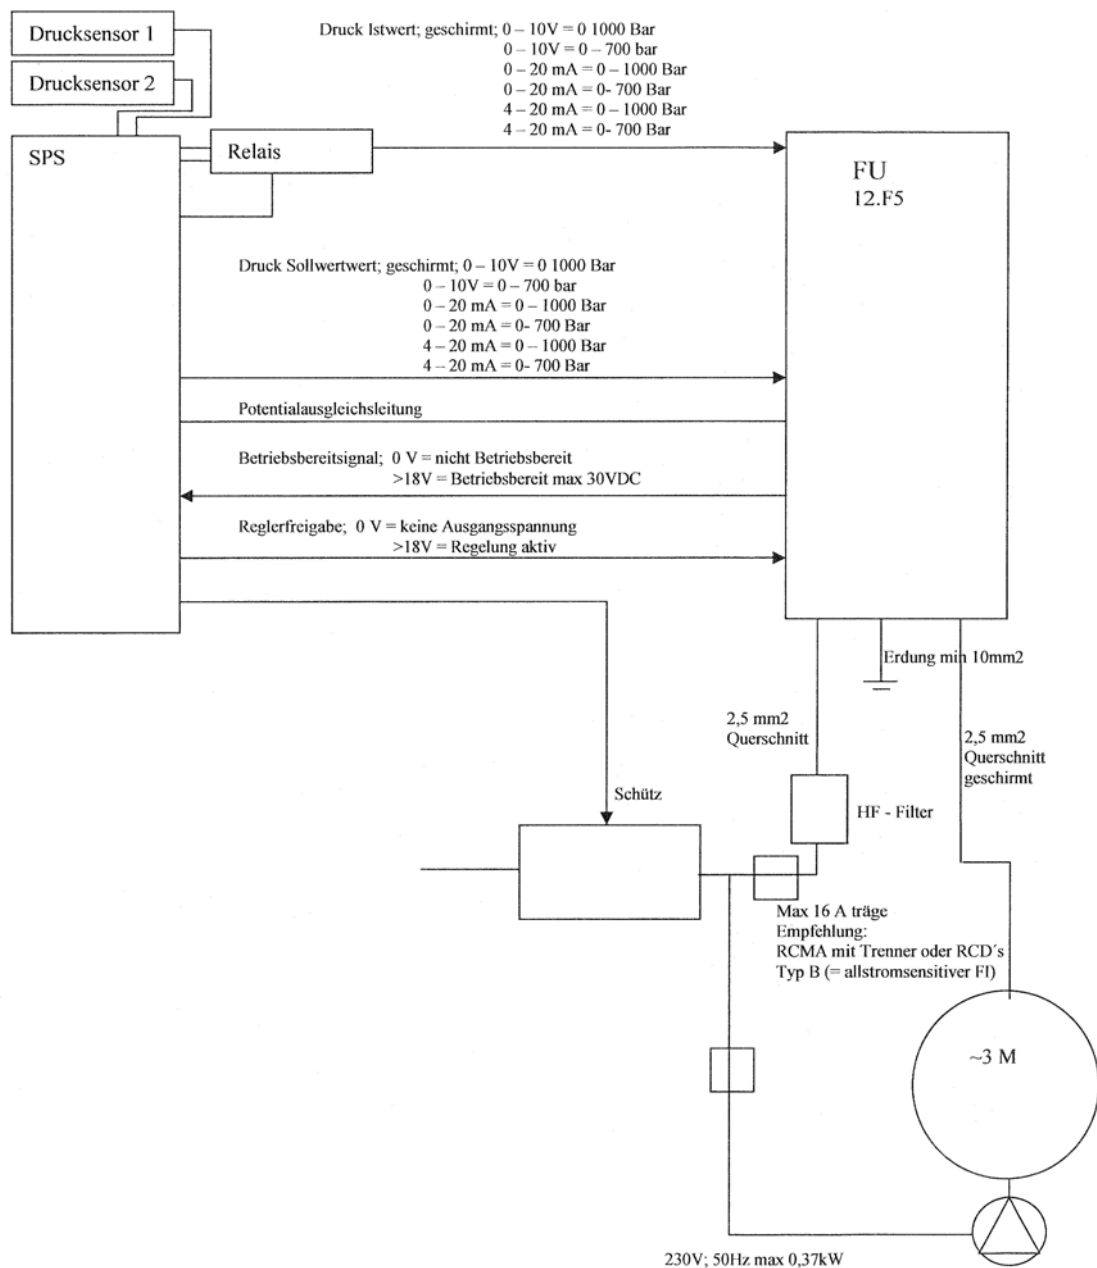 Drucksensor 1
Drucksensor 2
SPS
Relais
Druck Istwert; geschirmt; 0 – 10V = 0 1000 Bar
0 – 10V = 0 – 700 bar
0 – 20 mA = 0 – 1000 Bar
0 – 20 mA = 0- 700 Bar
4 – 20 mA = 0 – 1000 Bar
4 – 20 mA = 0- 700 Bar
FU
12.F5
Druck Sollwertwert; geschirmt; 0 – 10V = 0 1000 Bar
0 – 10V = 0 – 700 bar
0 – 20 mA = 0 – 1000 Bar
0 – 20 mA = 0- 700 Bar
4 – 20 mA = 0 – 1000 Bar
4 – 20 mA = 0- 700 Bar
Potentialausgleichsleitung
Betriebsbereitsignal; 0 V = nicht Betriebsbereit
>18V = Betriebsbereit max 30VDC
Reglerfreigabe; 0 V = keine Ausgangsspannung
>18V = Regelung aktiv
Erdung min 10mm2
2,5 mm2
Querschnitt
2,5 mm2
Querschnitt
geschirmt
Schütz
HF - Filter
Max 16 A träge
Empfehlung:
RCMA mit Trenner oder RCD´s
Typ B (= allstromsensitiver FI)
~3 M
230V; 50Hz max 0,37kW